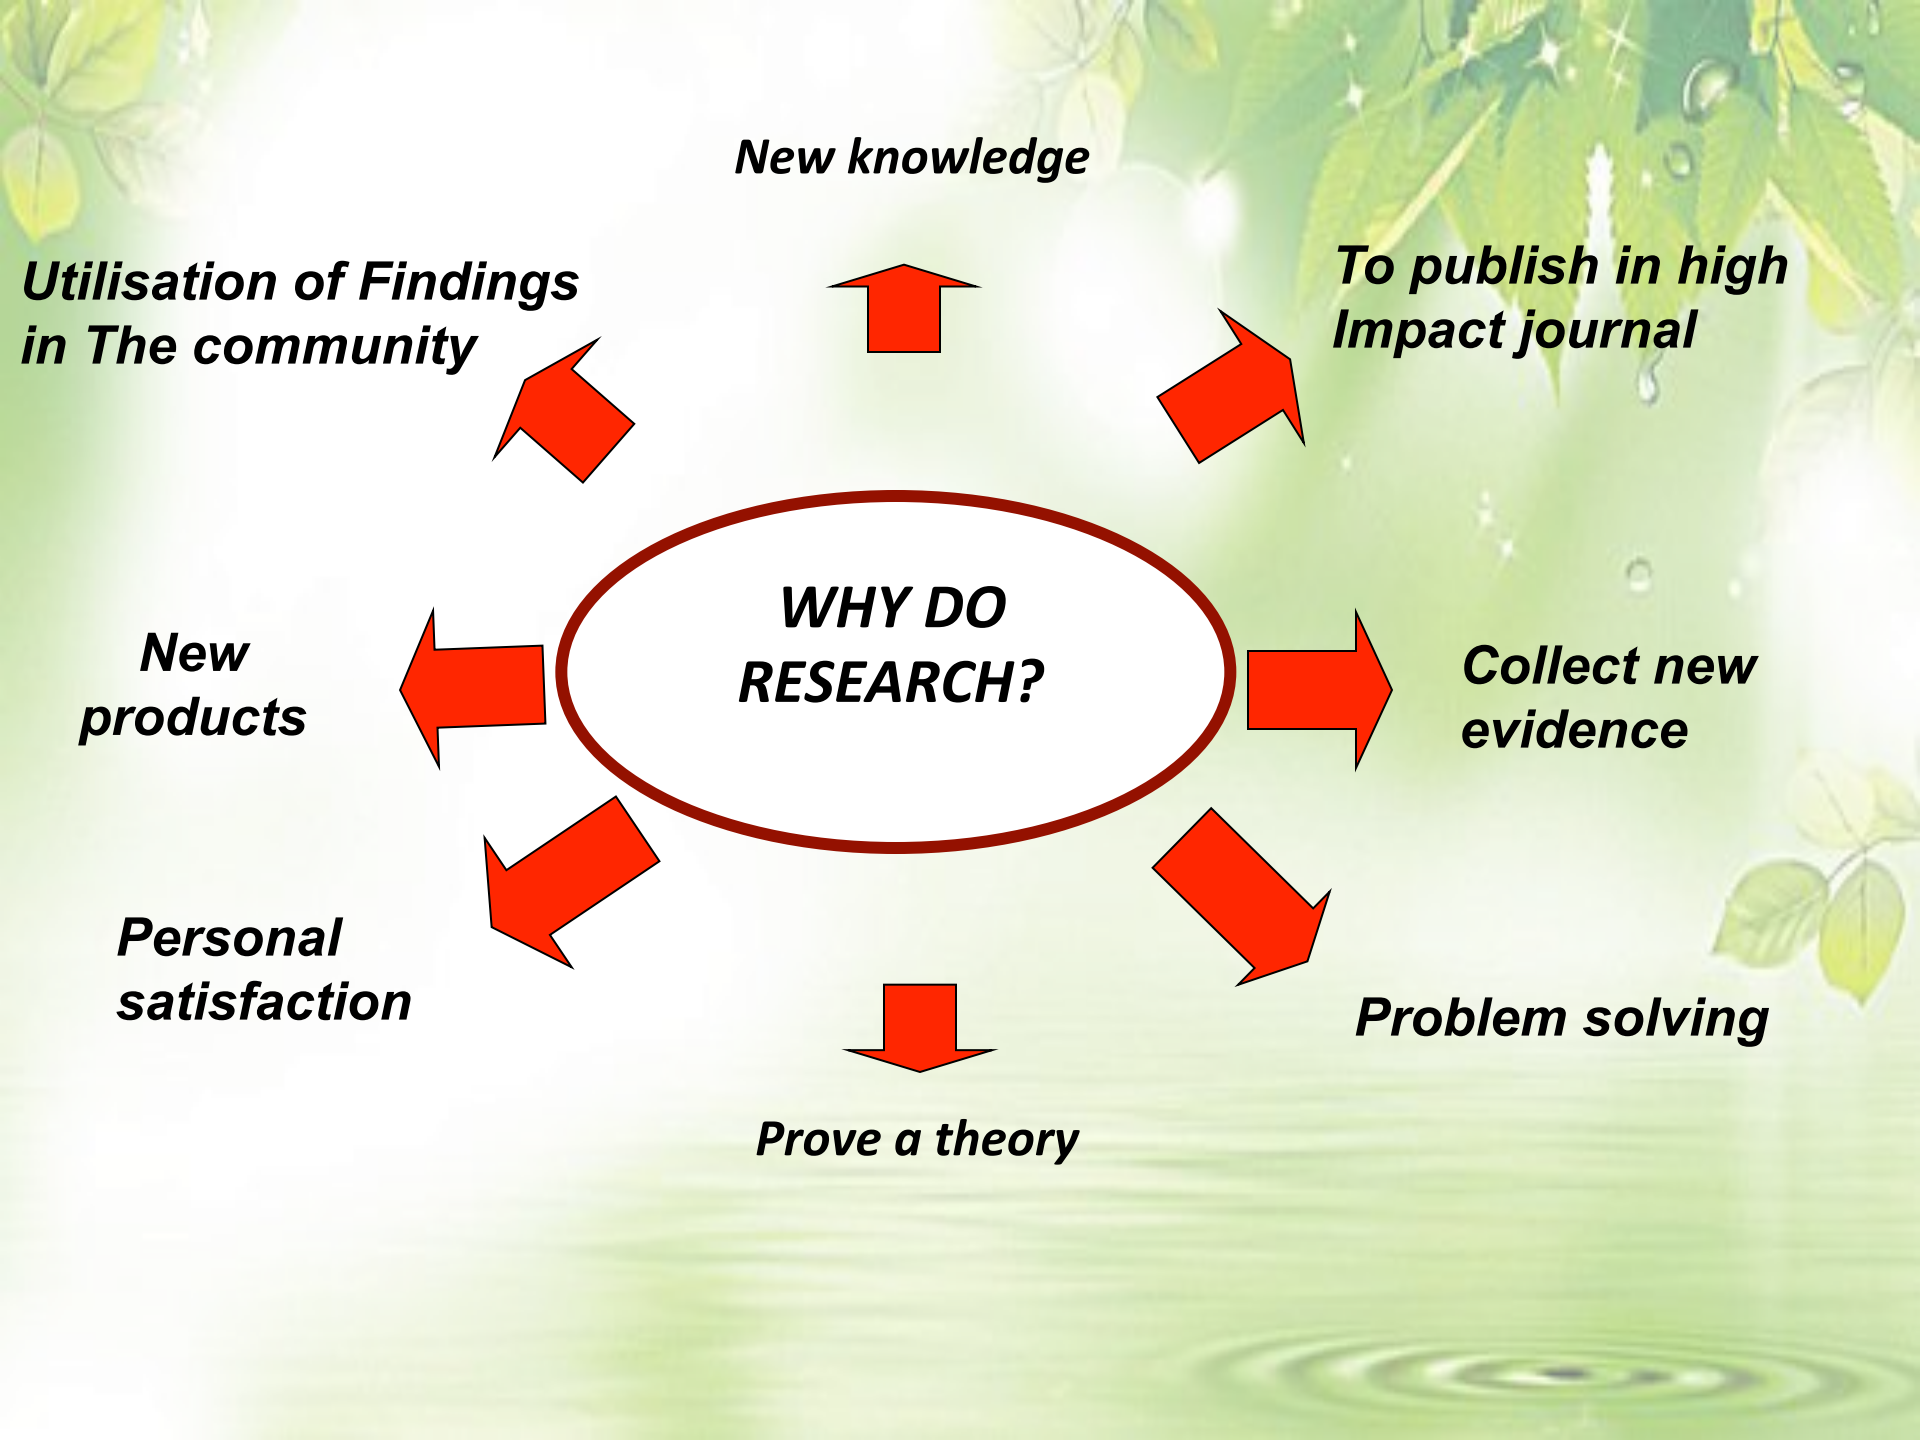 New knowledge
To publish in high
Impact journal
Utilisation of Findings
in The community
WHY DO
RESEARCH?
New
products
Collect new
evidence
Personal
satisfaction
Problem solving
Prove a theory